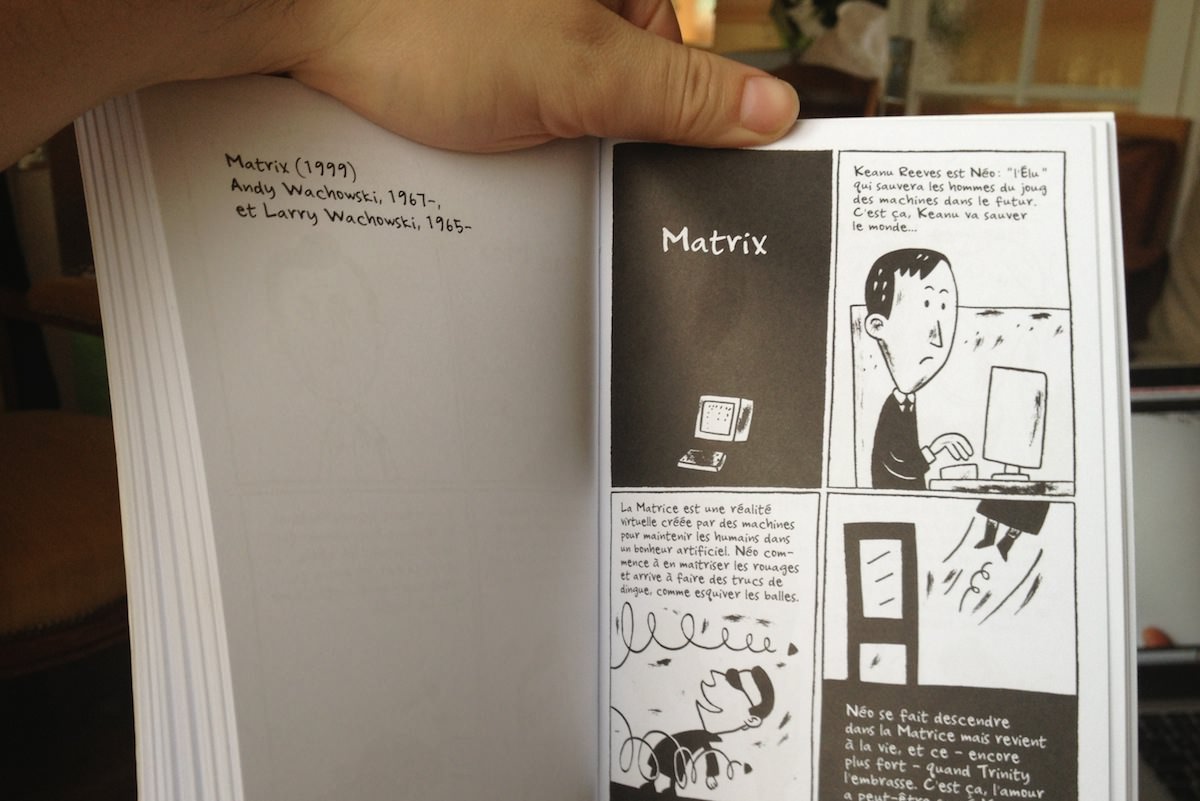 Matrix (1999)
Andy Wachowski, 1967-,
et Larry Wachowski, 1965-
Matrix
Keanu Reeves est Néo : "l'Élu"
qui sauvera les hommes du joug
des machines dans le futur.
C'est ça, Keanu va sauver
le monde...
La Matrice est une réalité
virtuelle créée par des machines
pour maintenir les humains dans
un bonheur artificiel. Néo com-
mence à en maîtriser les rouages
et arrive à faire des trucs de
dingue, comme esquiver les balles.
Néo se fait descendre
dans la Matrice mais revient
à la vie, et ce - encore
plus fort - quand Trinity
l'embrasse. C'est ça, l'amour
a peut-être